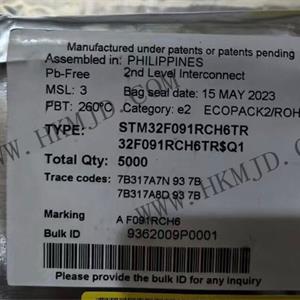 Manufactured under patents or patents pending
Assembled in: PHILIPPINES
Pb-Free 2nd Level Interconnect
MSL: 3 Bag seal date: 15 MAY 2023
PBT: 260°C Category: e2 ECOPACK2/ROH
TYPE: STM32F091RCH6TR
32F091RCH6TR$Q1
Total Qty: 5000
Trace codes: 7B317A7N 93 7B
7B317A8D 93 7B
Marking A F091RCH6
Bulk ID 9362009P0001
Please provide the bulk ID for any inquiry
WWW.HKMJD.COM